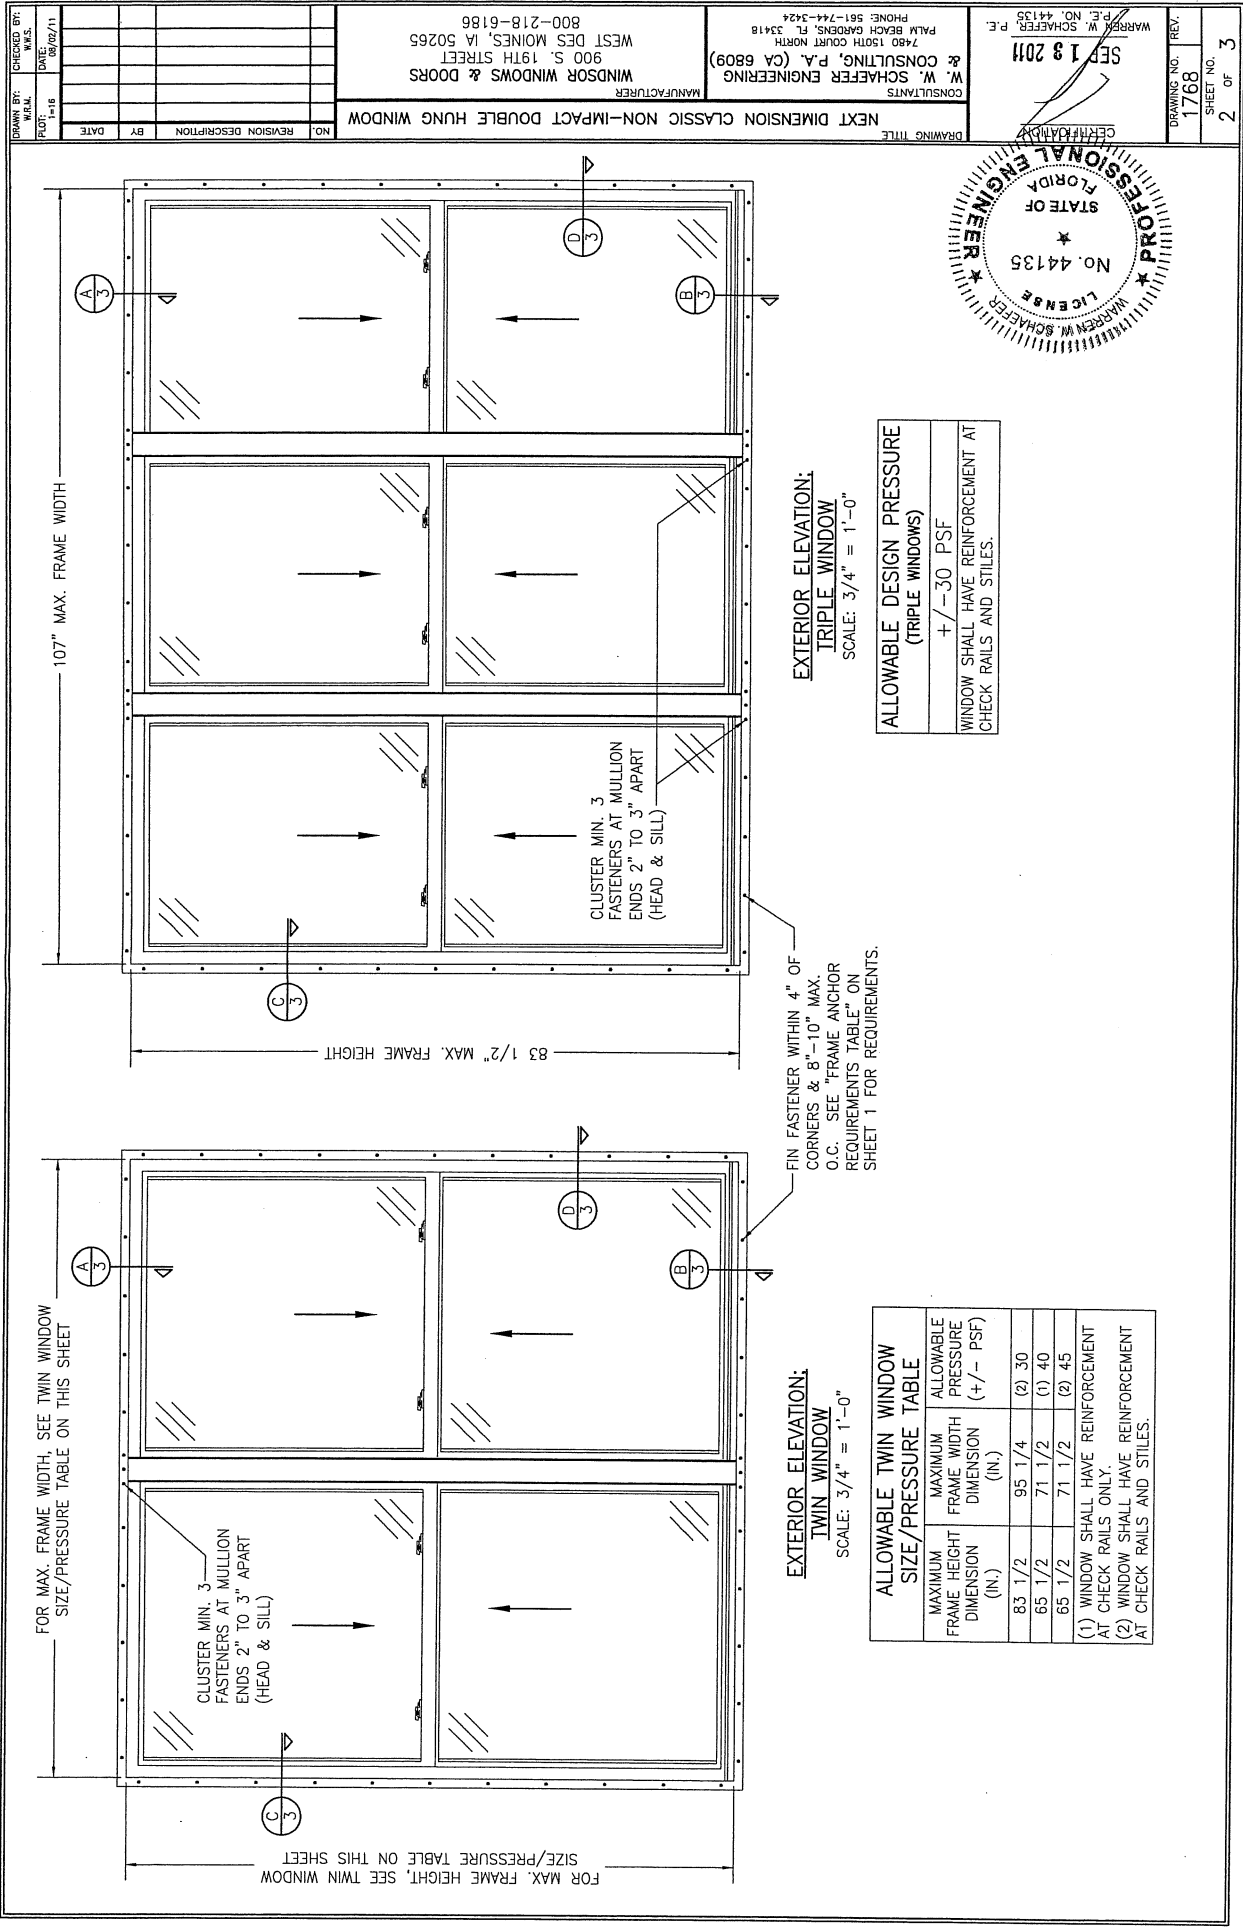 FOR MAX. FRAME WIDTH, SEE TWIN WINDOW
SIZE/PRESSURE TABLE ON THIS SHEET
FOR MAX. FRAME HEIGHT, SEE TWIN WINDOW
SIZE/PRESSURE TABLE ON THIS SHEET
CLUSTER MIN. 3
FASTENERS AT MULLION
ENDS 2" TO 3" APART
(HEAD & SILL)
A
3
B
3
C
3
D
3
EXTERIOR ELEVATION:
TWIN WINDOW
SCALE: 3/4" = 1'-0"
ALLOWABLE TWIN WINDOW
SIZE/PRESSURE TABLE
MAXIMUM FRAME HEIGHT DIMENSION (IN.) MAXIMUM FRAME WIDTH DIMENSION (IN.) ALLOWABLE PRESSURE (+/- PSF)
83 1/2 95 1/4 (2) 30
65 1/2 71 1/2 (1) 40
65 1/2 71 1/2 (2) 45
(1) WINDOW SHALL HAVE REINFORCEMENT
AT CHECK RAILS ONLY.
(2) WINDOW SHALL HAVE REINFORCEMENT
AT CHECK RAILS AND STILES.
FIN FASTENER WITHIN 4" OF
CORNERS & 8"-10" MAX.
O.C. SEE "FRAME ANCHOR
REQUIREMENTS TABLE" ON
SHEET 1 FOR REQUIREMENTS.
107" MAX. FRAME WIDTH
83 1/2" MAX. FRAME HEIGHT
CLUSTER MIN. 3
FASTENERS AT MULLION
ENDS 2" TO 3" APART
(HEAD & SILL)
A
3
B
3
C
3
D
3
EXTERIOR ELEVATION:
TRIPLE WINDOW
SCALE: 3/4" = 1'-0"
ALLOWABLE DESIGN PRESSURE
(TRIPLE WINDOWS)
+/-30 PSF
WINDOW SHALL HAVE REINFORCEMENT AT
CHECK RAILS AND STILES.
WARREN W. SCHAEFER
LICENSE
No. 44135
★
STATE OF
FLORIDA
★ PROFESSIONAL ENGINEER ★
DRAWN BY:
W.R.M.
CHECKED BY:
W.W.S.
PLOT:
1=16
DATE:
08/02/11
NO. REVISION DESCRIPTION BY DATE
DRAWING TITLE
NEXT DIMENSION CLASSIC NON-IMPACT DOUBLE HUNG WINDOW
MANUFACTURER
WINDSOR WINDOWS & DOORS
900 S. 19TH STREET
WEST DES MOINES, IA 50265
800-218-6186
CONSULTANTS
W. W. SCHAEFER ENGINEERING
& CONSULTING, P.A. (CA 6809)
7480 150TH COURT NORTH
PALM BEACH GARDENS, FL 33418
PHONE: 561-744-3424
CERTIFICATION
SEP 13 2011
WARREN W. SCHAEFER, P.E.
P.E. NO. 44135
DRAWING NO.
1768
REV.
SHEET NO.
2 OF 3